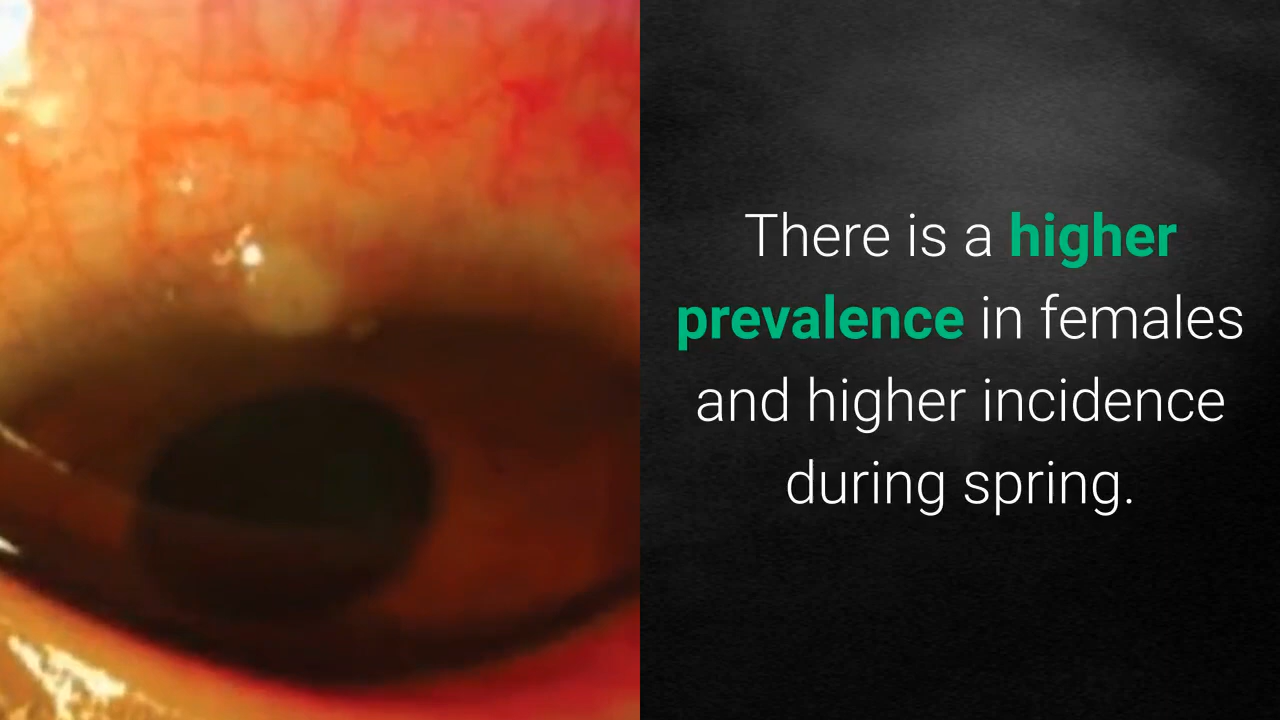 There is a higher
prevalence in females
and higher incidence
during spring.